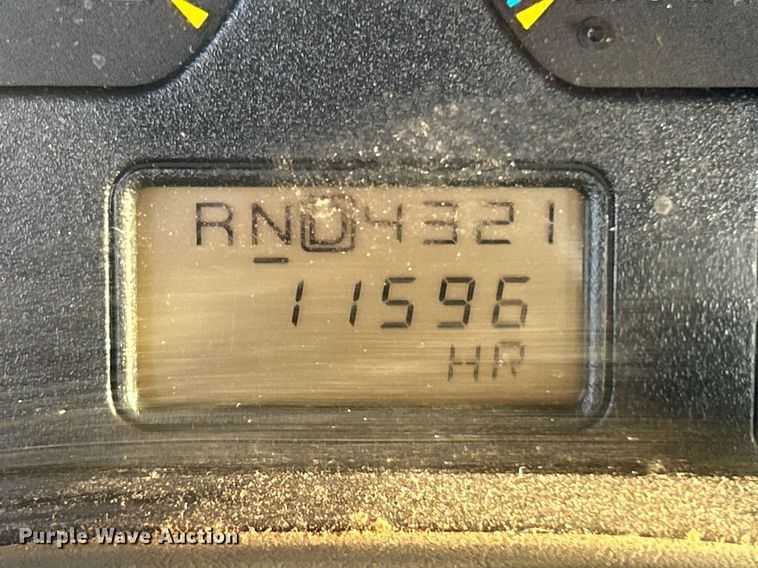 RND4321
11596
HR
Purple Wave Auction